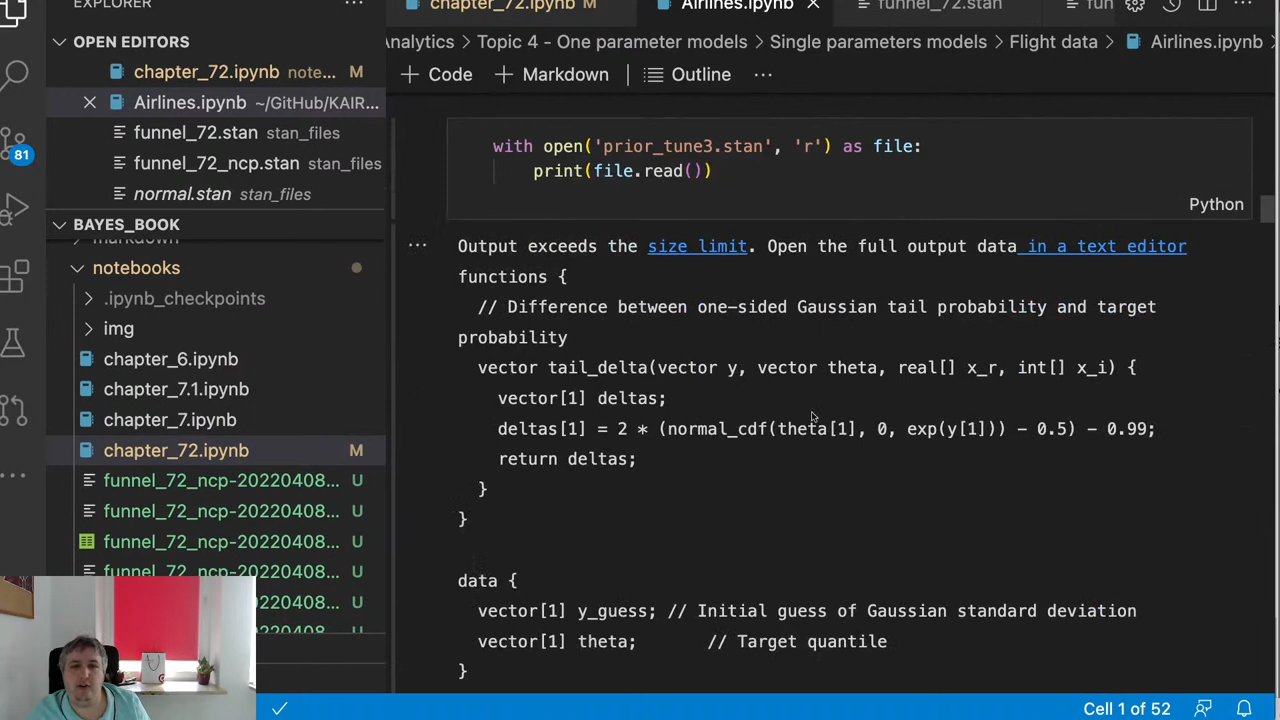 EXPLORER
OPEN EDITORS
chapter_72.ipynb note... M
Airlines.ipynb ~/GitHub/KAIR...
funnel_72.stan stan_files
funnel_72_ncp.stan stan_files
normal.stan stan_files
BAYES_BOOK
markdown
notebooks
.ipynb_checkpoints
img
chapter_6.ipynb
chapter_7.1.ipynb
chapter_7.ipynb
chapter_72.ipynb M
funnel_72_ncp-20220408... U
funnel_72_ncp-20220408... U
funnel_72_ncp-20220408... U
funnel_72_ncp-20220408... U
funnel_72_ncp-20220408... U
81
chapter_72.ipynb M
Airlines.ipynb
funnel_72.stan
fun
Analytics > Topic 4 - One parameter models > Single parameters models > Flight data > Airlines.ipynb
+ Code + Markdown Outline ...
with open('prior_tune3.stan', 'r') as file:
print(file.read())
Python
Output exceeds the size limit. Open the full output data in a text editor
functions {
// Difference between one-sided Gaussian tail probability and target
probability
vector tail_delta(vector y, vector theta, real[] x_r, int[] x_i) {
vector[1] deltas;
deltas[1] = 2 * (normal_cdf(theta[1], 0, exp(y[1])) - 0.5) - 0.99;
return deltas;
}
}
data {
vector[1] y_guess; // Initial guess of Gaussian standard deviation
vector[1] theta; // Target quantile
}
Cell 1 of 52